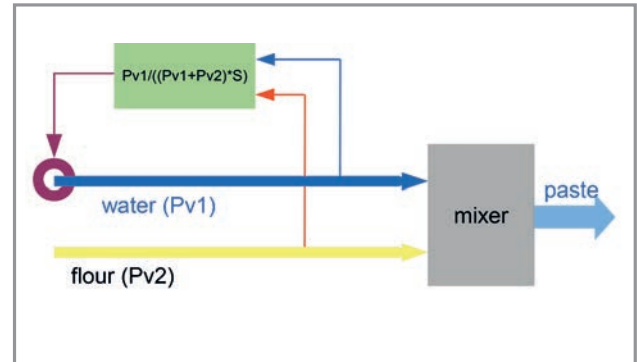 Pv1/((Pv1+Pv2)*S)
water (Pv1)
mixer
paste
flour (Pv2)